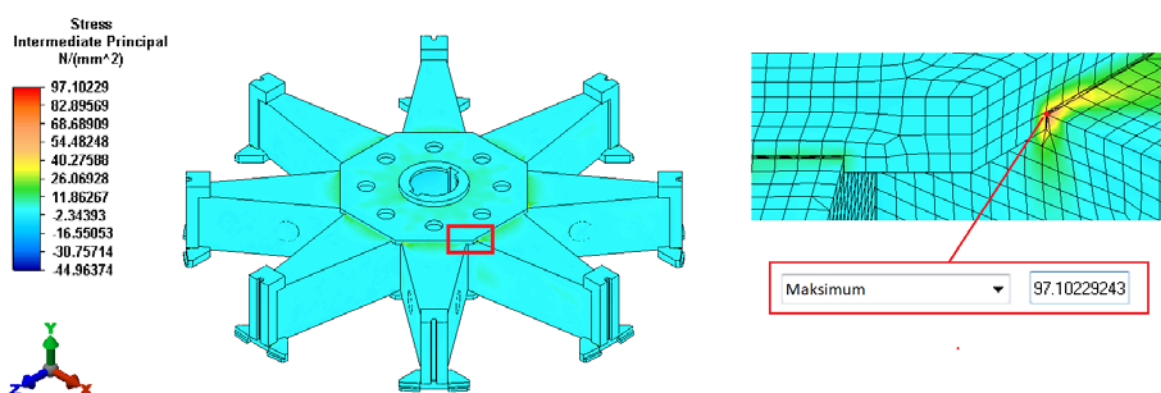 Stress
Intermediate Principal
N/(mm^2)
97.10229
82.89569
68.68909
54.48248
40.27588
26.06928
11.86267
-2.34393
-16.55053
-30.75714
-44.96374
Y
Z
X
Maksimum
97.10229243